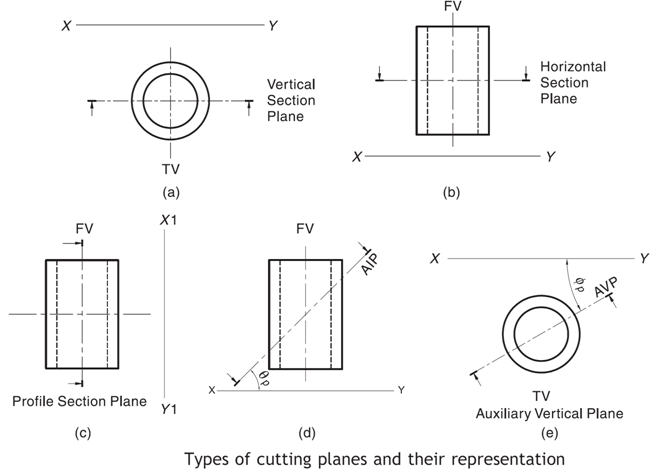 X Y
Vertical
Section
Plane
TV
(a)
FV
Horizontal
Section
Plane
X Y
(b)
FV
X1
Profile Section Plane
Y1
(c)
FV
AIP
θp
X Y
(d)
X Y
ϕp
AVP
TV
Auxiliary Vertical Plane
(e)
Types of cutting planes and their representation